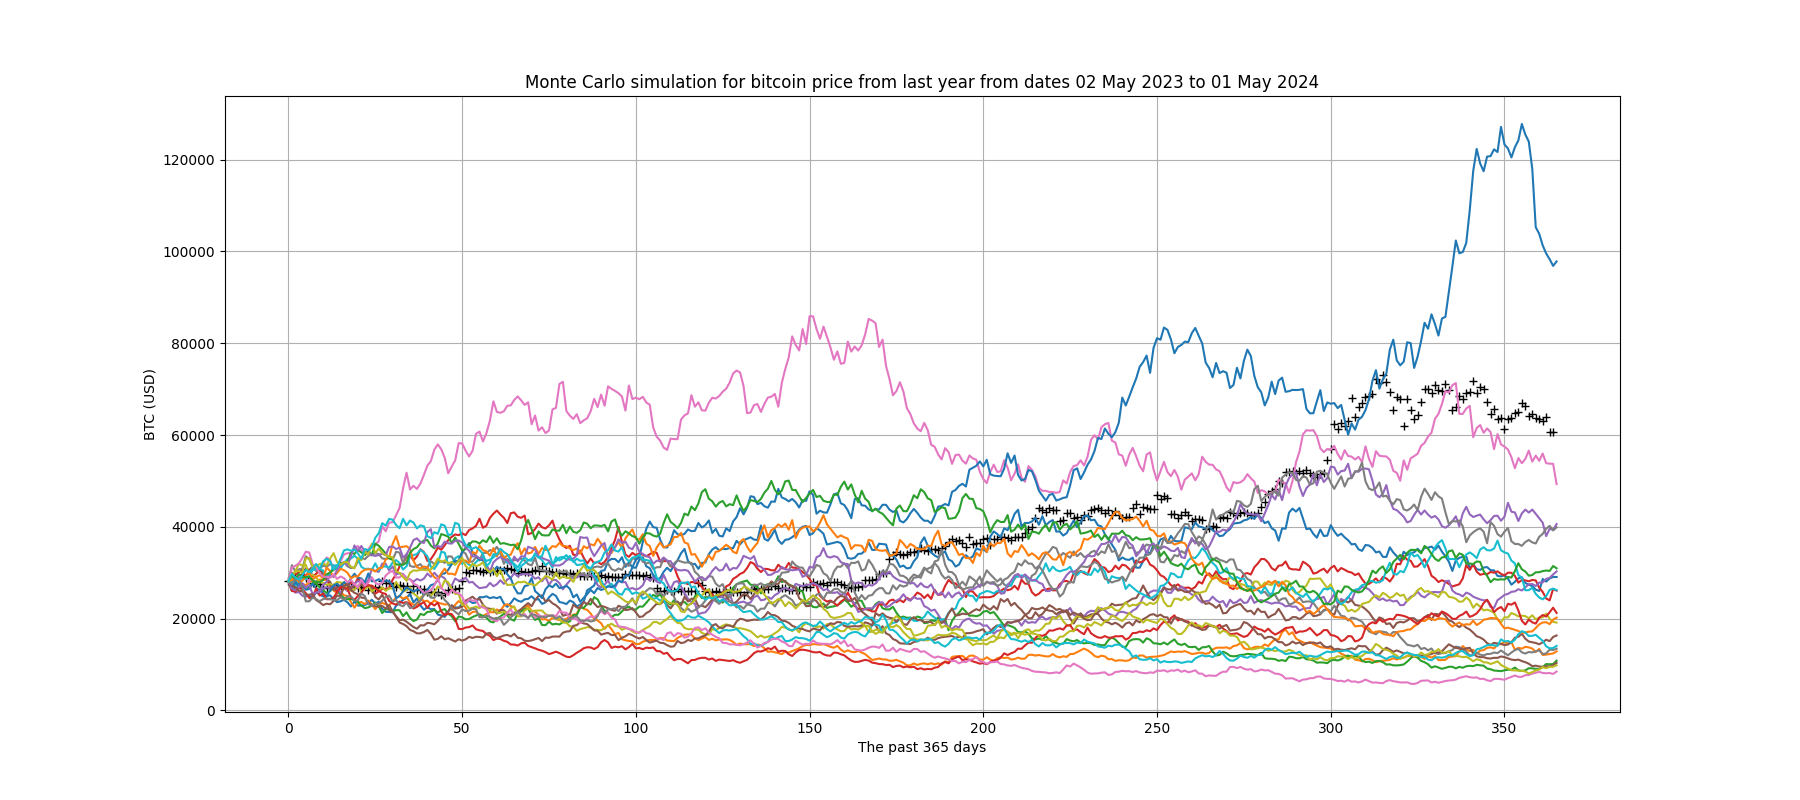 Monte Carlo simulation for bitcoin price from last year from dates 02 May 2023 to 01 May 2024
120000
100000
80000
60000
40000
20000
0
BTC (USD)
0 50 100 150 200 250 300 350
The past 365 days